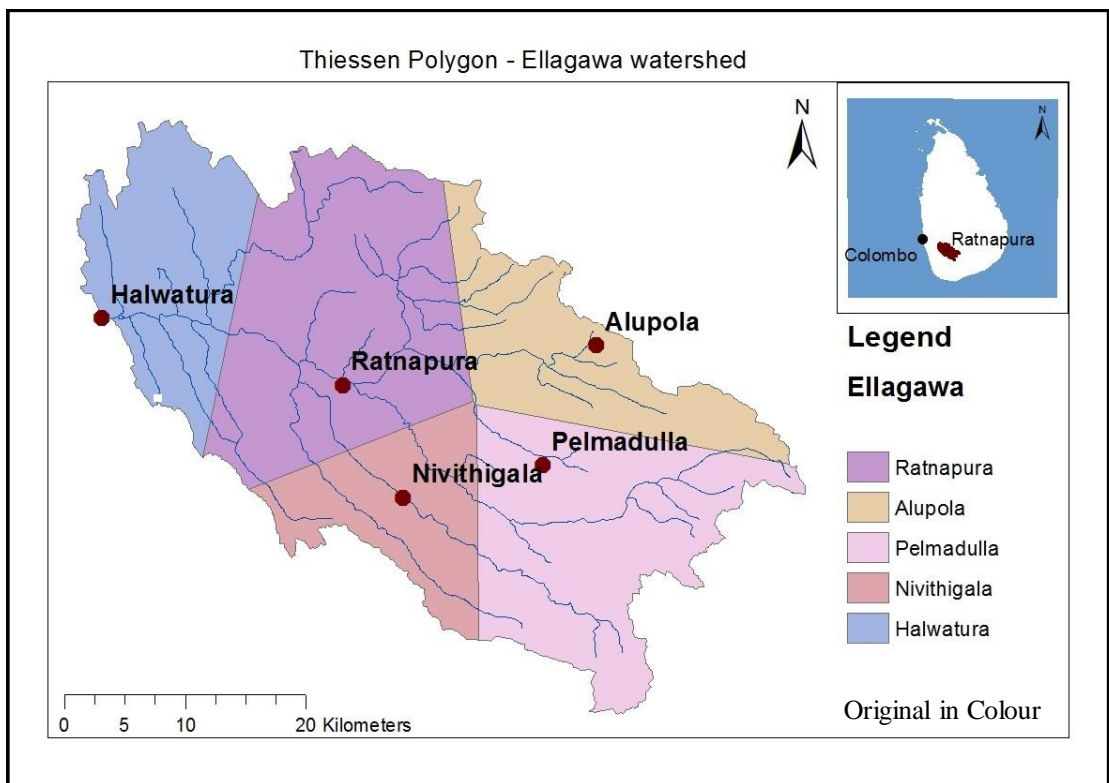 Thiessen Polygon - Ellagawa watershed
N
N
Colombo
Ratnapura
Halwatura
Alupola
Ratnapura
Pelmadulla
Nivithigala
Legend
Ellagawa
Ratnapura
Alupola
Pelmadulla
Nivithigala
Halwatura
0 5 10 20 Kilometers
Original in Colour